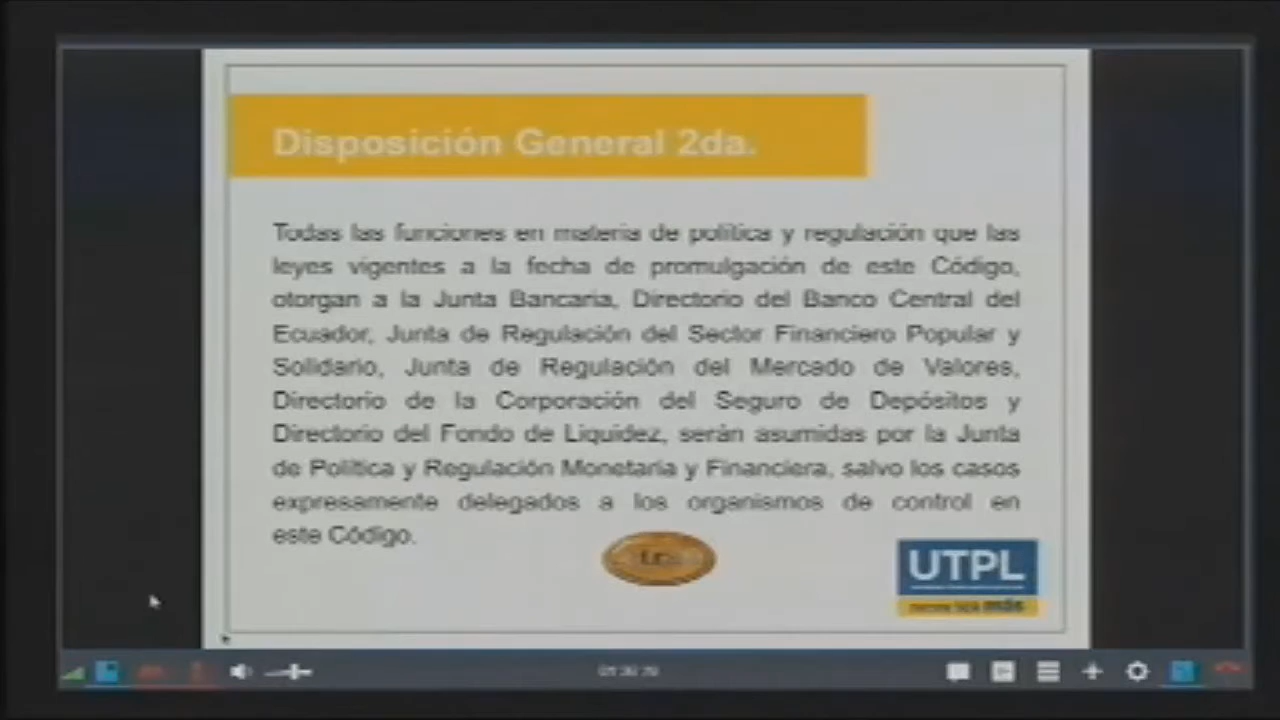 Disposición General 2da.
Todas las funciones en materia de política y regulación que las
leyes vigentes a la fecha de promulgación de este Código,
otorgan a la Junta Bancaria, Directorio del Banco Central del
Ecuador, Junta de Regulación del Sector Financiero Popular y
Solidario, Junta de Regulación del Mercado de Valores,
Directorio de la Corporación del Seguro de Depósitos y
Directorio del Fondo de Liquidez, serán asumidas por la Junta
de Política y Regulación Monetaria y Financiera, salvo los casos
expresamente delegados a los organismos de control en
este Código.
UTPL
más